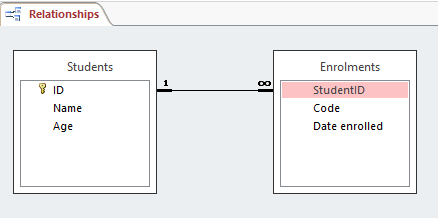 Relationships
Students
ID
Name
Age
1
∞
Enrolments
StudentID
Code
Date enrolled